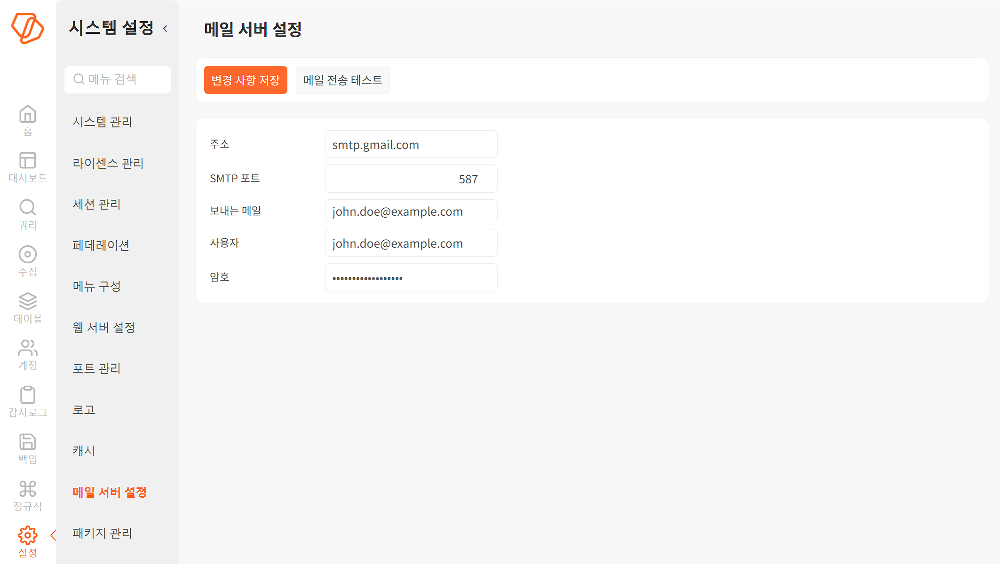 홈
대시보드
쿼리
수집
테이블
계정
감사로그
백업
정규식
설정
시스템 설정
메뉴 검색
시스템 관리
라이센스 관리
세션 관리
페데레이션
메뉴 구성
웹 서버 설정
포트 관리
로고
캐시
메일 서버 설정
패키지 관리
메일 서버 설정
변경 사항 저장 메일 전송 테스트
주소 smtp.gmail.com
SMTP 포트 587
보내는 메일 john.doe@example.com
사용자 john.doe@example.com
암호 ••••••••••••••••••